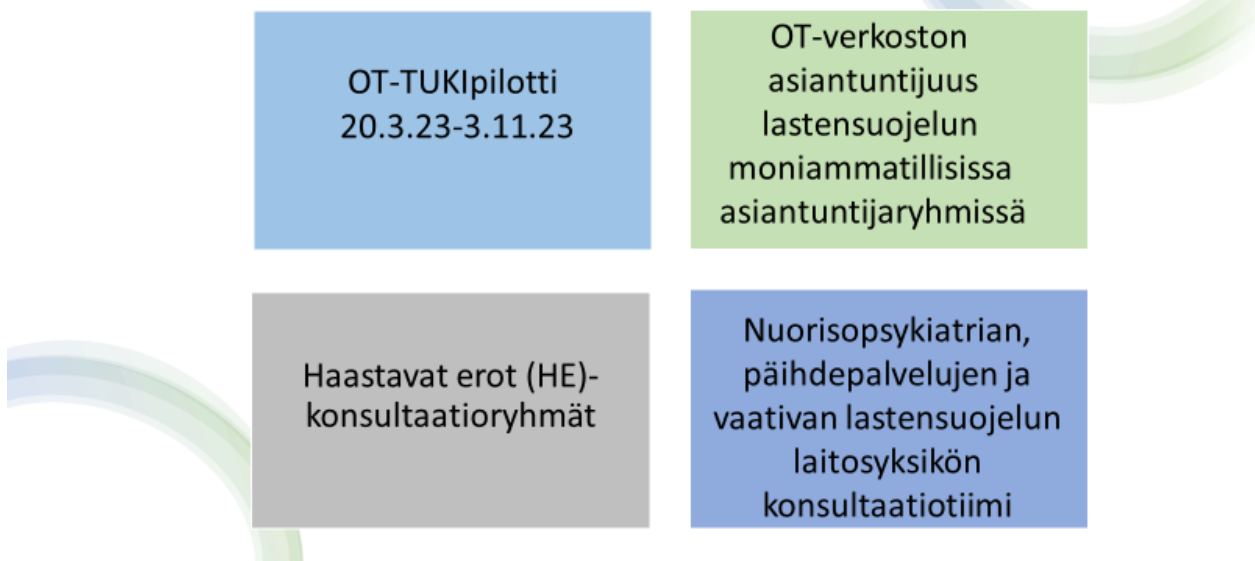 OT-TUKIpilotti
20.3.23-3.11.23
OT-verkoston
asiantuntijuus
lastensuojelun
moniammatillisissa
asiantuntijaryhmissä
Haastavat erot (HE)-
konsultaatioryhmät
Nuorisopsykiatrian,
päihdepalvelujen ja
vaativan lastensuojelun
laitosyksikön
konsultaatiotiimi